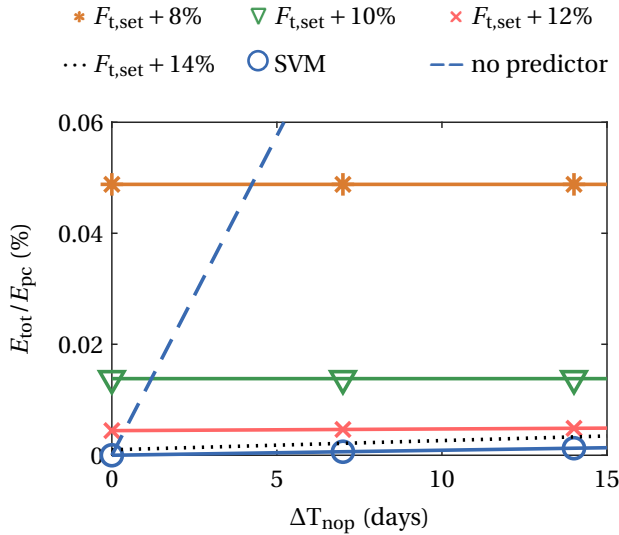 F_t,set + 8% F_t,set + 10% F_t,set + 12%
F_t,set + 14% SVM no predictor
0.06
0.04
0.02
0
E_tot/E_pc (%)
0 5 10 15
ΔT_nop (days)